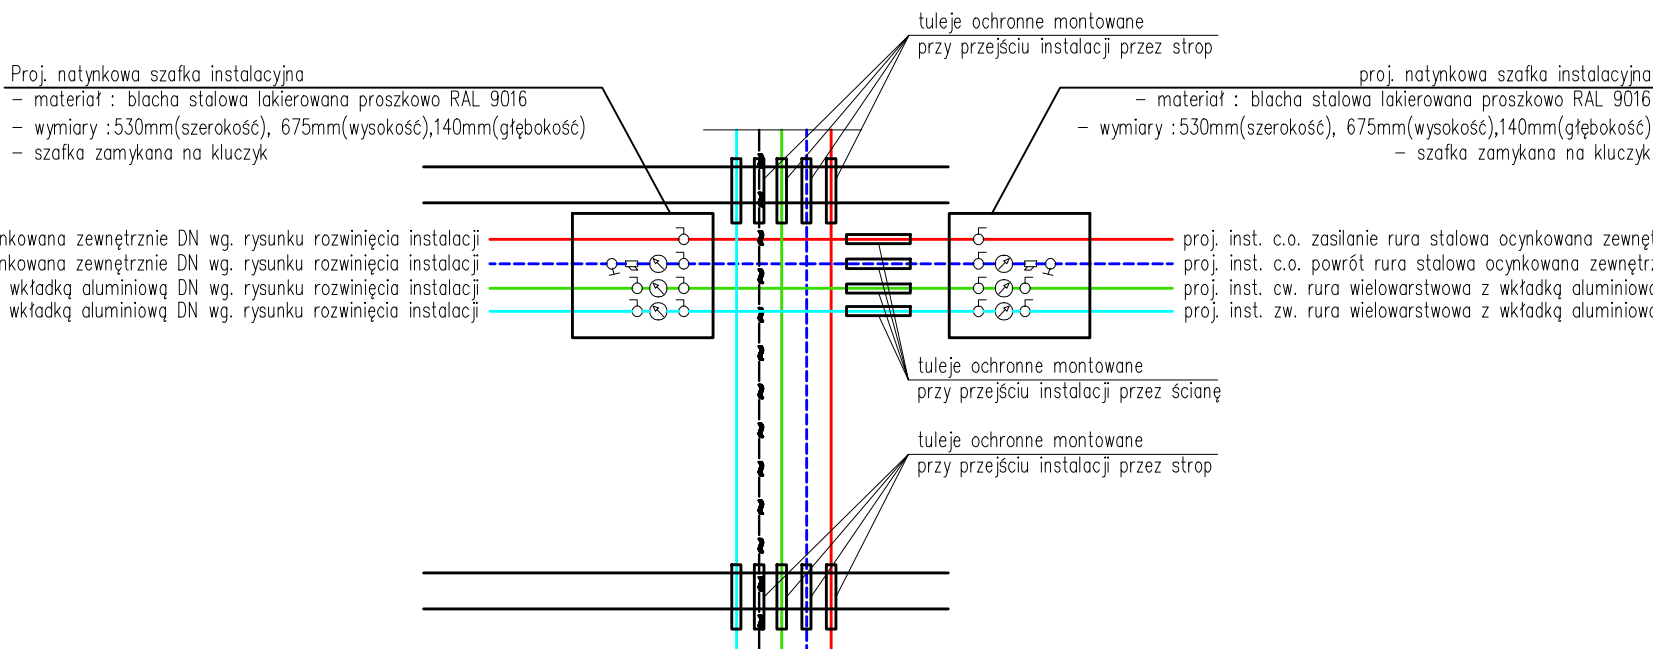 tuleje ochronne montowane
przy przejściu instalacji przez strop
Proj. natynkowa szafka instalacyjna
- materiał : blacha stalowa lakierowana proszkowo RAL 9016
- wymiary :530mm(szerokość), 675mm(wysokość),140mm(głębokość)
- szafka zamykana na kluczyk
proj. natynkowa szafka instalacyjna
- materiał : blacha stalowa lakierowana proszkowo RAL 9016
- wymiary :530mm(szerokość), 675mm(wysokość),140mm(głębokość)
- szafka zamykana na kluczyk
nkowana zewnętrznie DN wg. rysunku rozwinięcia instalacji
nkowana zewnętrznie DN wg. rysunku rozwinięcia instalacji
wkładką aluminiową DN wg. rysunku rozwinięcia instalacji
wkładką aluminiową DN wg. rysunku rozwinięcia instalacji
proj. inst. c.o. zasilanie rura stalowa ocynkowana zewnęt
proj. inst. c.o. powrót rura stalowa ocynkowana zewnętrz
proj. inst. cw. rura wielowarstwowa z wkładką aluminiow
proj. inst. zw. rura wielowarstwowa z wkładką aluminiow
tuleje ochronne montowane
przy przejściu instalacji przez ścianę
tuleje ochronne montowane
przy przejściu instalacji przez strop